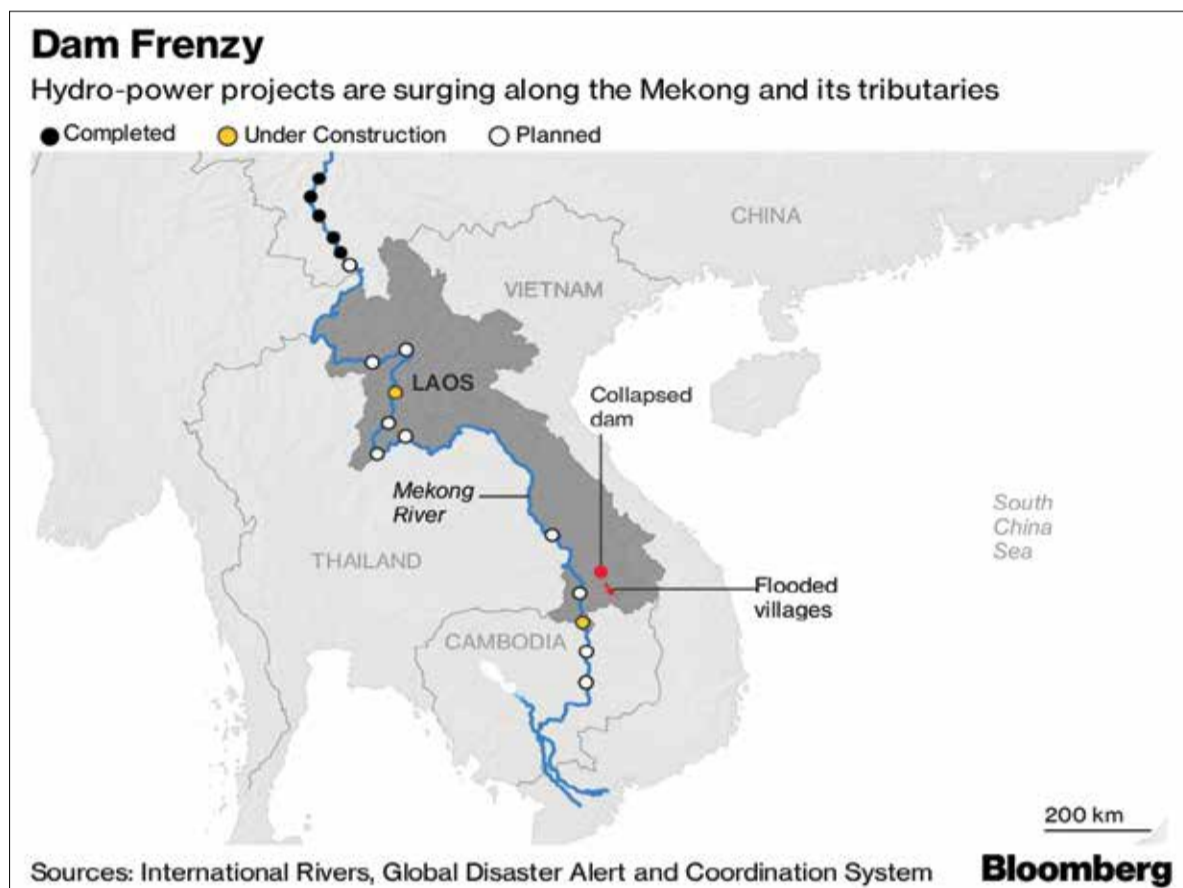 Dam Frenzy
Hydro-power projects are surging along the Mekong and its tributaries
Completed
Under Construction
Planned
CHINA
VIETNAM
LAOS
Collapsed
dam
Mekong
River
South
China
Sea
THAILAND
Flooded
villages
CAMBODIA
200 km
Sources: International Rivers, Global Disaster Alert and Coordination System
Bloomberg